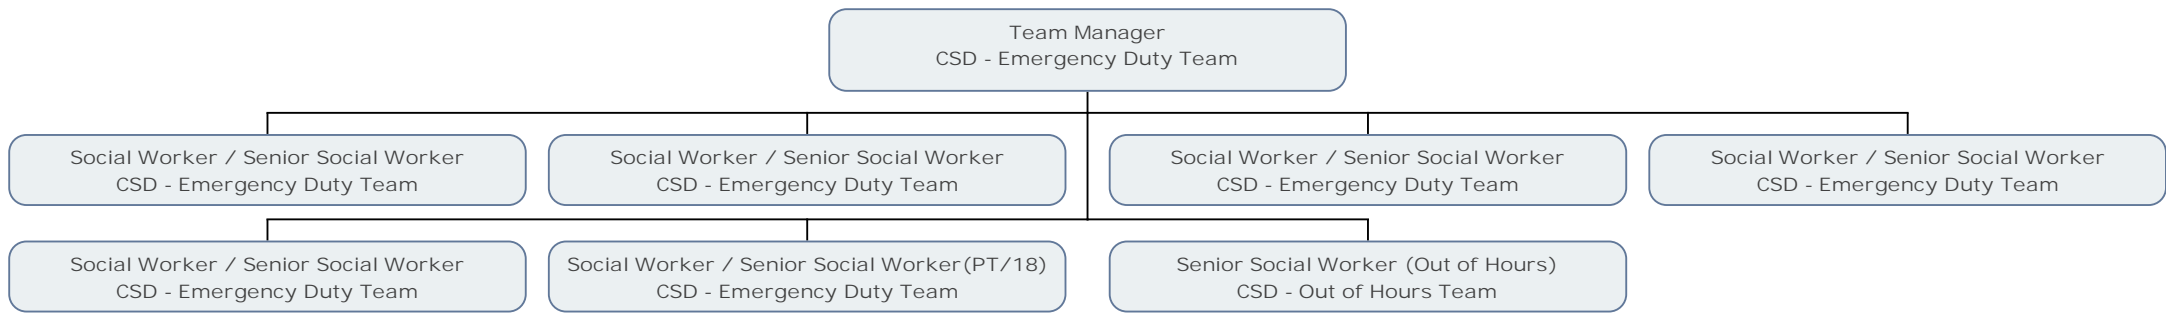 Team Manager
CSD - Emergency Duty Team
Social Worker / Senior Social Worker
CSD - Emergency Duty Team
Social Worker / Senior Social Worker
CSD - Emergency Duty Team
Social Worker / Senior Social Worker
CSD - Emergency Duty Team
Social Worker / Senior Social Worker
CSD - Emergency Duty Team
Social Worker / Senior Social Worker
CSD - Emergency Duty Team
Social Worker / Senior Social Worker(PT/18)
CSD - Emergency Duty Team
Senior Social Worker (Out of Hours)
CSD - Out of Hours Team